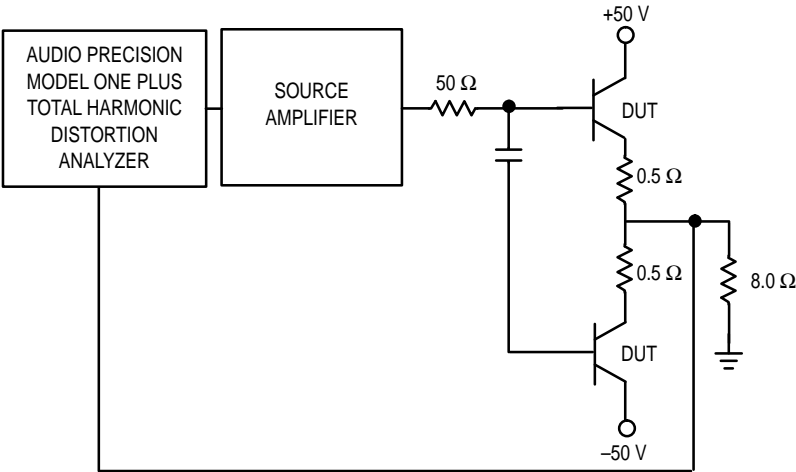 +50 V
AUDIO PRECISION
MODEL ONE PLUS
TOTAL HARMONIC
DISTORTION
ANALYZER
SOURCE
AMPLIFIER
50 Ω
DUT
0.5 Ω
0.5 Ω
8.0 Ω
DUT
–50 V